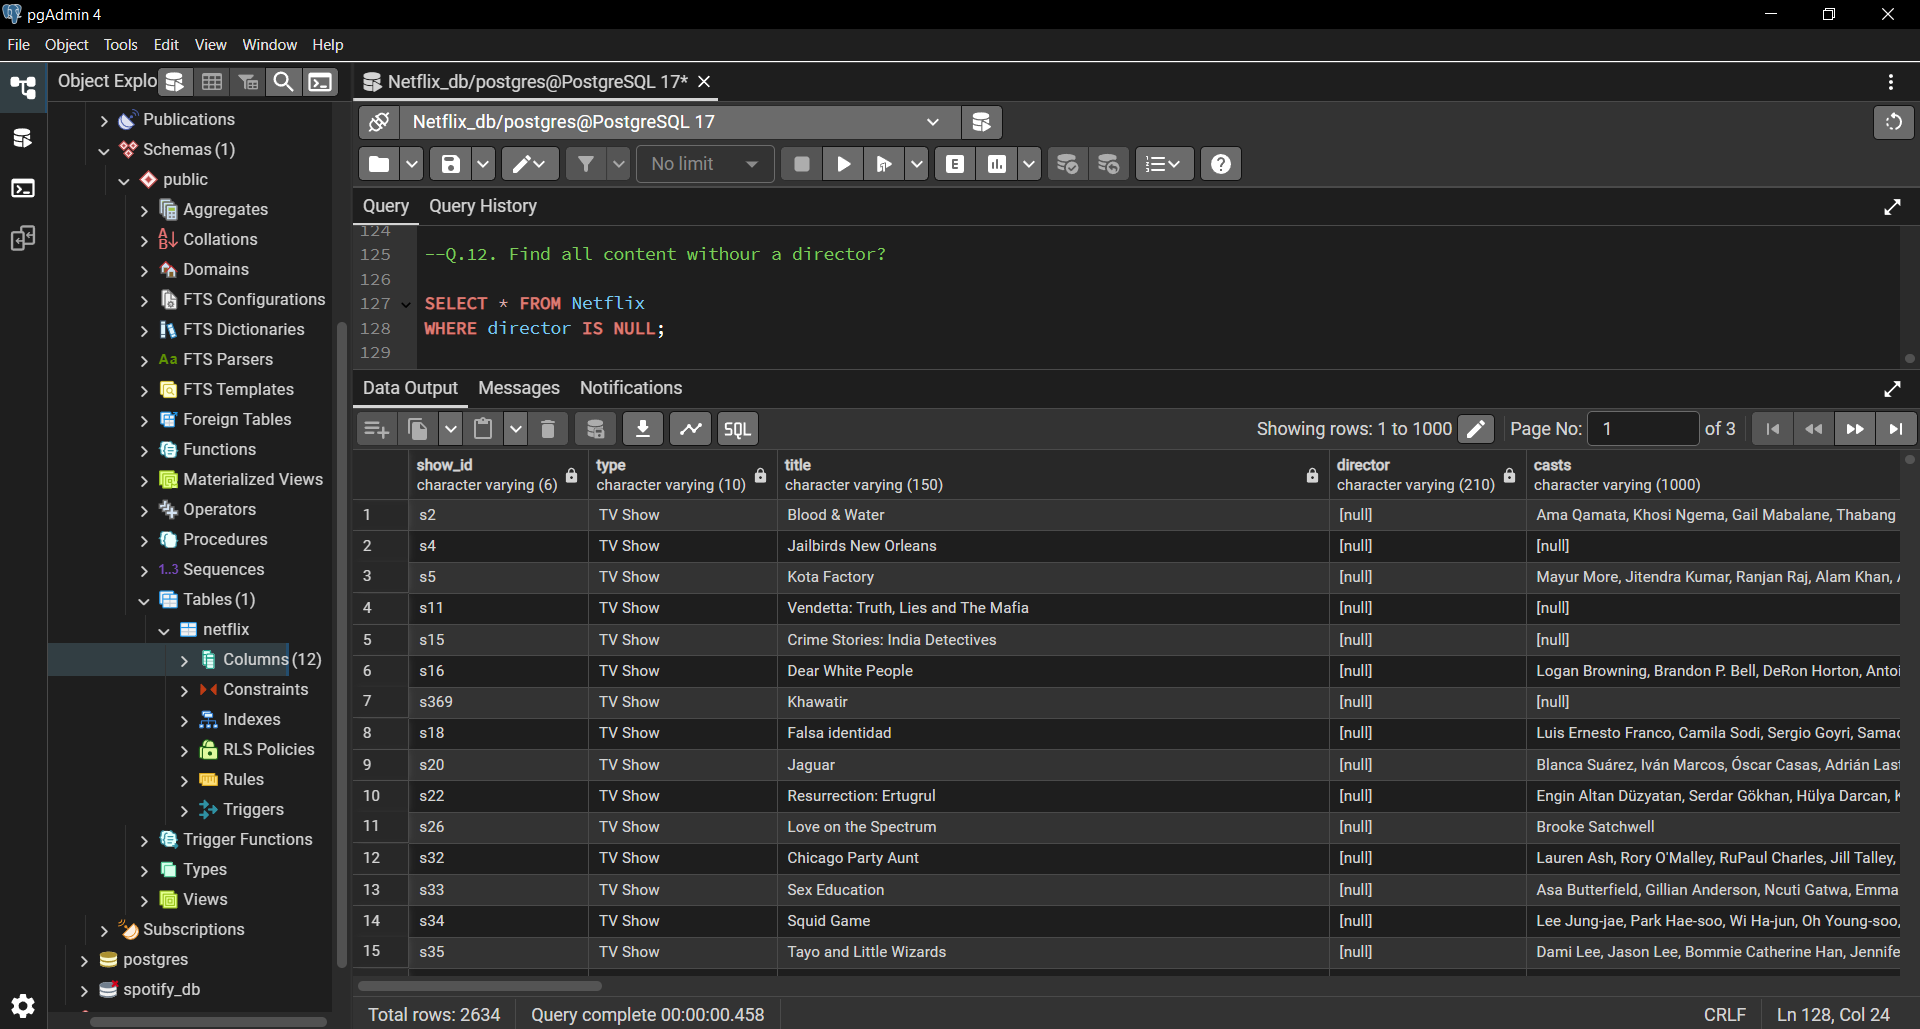 pgAdmin 4
File Object Tools Edit View Window Help
Object Explo
Netflix_db/postgres@PostgreSQL 17*
Netflix_db/postgres@PostgreSQL 17
No limit
E
Query Query History
Publications
Schemas (1)
public
Aggregates
Collations
Domains
FTS Configurations
FTS Dictionaries
Aa FTS Parsers
FTS Templates
Foreign Tables
Functions
Materialized Views
Operators
Procedures
1..3 Sequences
Tables (1)
netflix
Columns (12)
Constraints
Indexes
RLS Policies
Rules
Triggers
Trigger Functions
Types
Views
Subscriptions
postgres
spotify_db
124
125 --Q.12. Find all content withour a director?
126
127 SELECT * FROM Netflix
128 WHERE director IS NULL;
129
Data Output Messages Notifications
SQL Showing rows: 1 to 1000 Page No: 1 of 3
show_id type title director casts
character varying (6) character varying (10) character varying (150) character varying (210) character varying (1000)
1 s2 TV Show Blood & Water [null] Ama Qamata, Khosi Ngema, Gail Mabalane, Thabang
2 s4 TV Show Jailbirds New Orleans [null] [null]
3 s5 TV Show Kota Factory [null] Mayur More, Jitendra Kumar, Ranjan Raj, Alam Khan,
4 s11 TV Show Vendetta: Truth, Lies and The Mafia [null] [null]
5 s15 TV Show Crime Stories: India Detectives [null] [null]
6 s16 TV Show Dear White People [null] Logan Browning, Brandon P. Bell, DeRon Horton, Antoi
7 s369 TV Show Khawatir [null] [null]
8 s18 TV Show Falsa identidad [null] Luis Ernesto Franco, Camila Sodi, Sergio Goyri, Samac
9 s20 TV Show Jaguar [null] Blanca Suárez, Iván Marcos, Óscar Casas, Adrián Last
10 s22 TV Show Resurrection: Ertugrul [null] Engin Altan Düzyatan, Serdar Gökhan, Hülya Darcan, K
11 s26 TV Show Love on the Spectrum [null] Brooke Satchwell
12 s32 TV Show Chicago Party Aunt [null] Lauren Ash, Rory O'Malley, RuPaul Charles, Jill Talley,
13 s33 TV Show Sex Education [null] Asa Butterfield, Gillian Anderson, Ncuti Gatwa, Emma
14 s34 TV Show Squid Game [null] Lee Jung-jae, Park Hae-soo, Wi Ha-jun, Oh Young-soo,
15 s35 TV Show Tayo and Little Wizards [null] Dami Lee, Jason Lee, Bommie Catherine Han, Jennife
Total rows: 2634 Query complete 00:00:00.458 CRLF Ln 128, Col 24